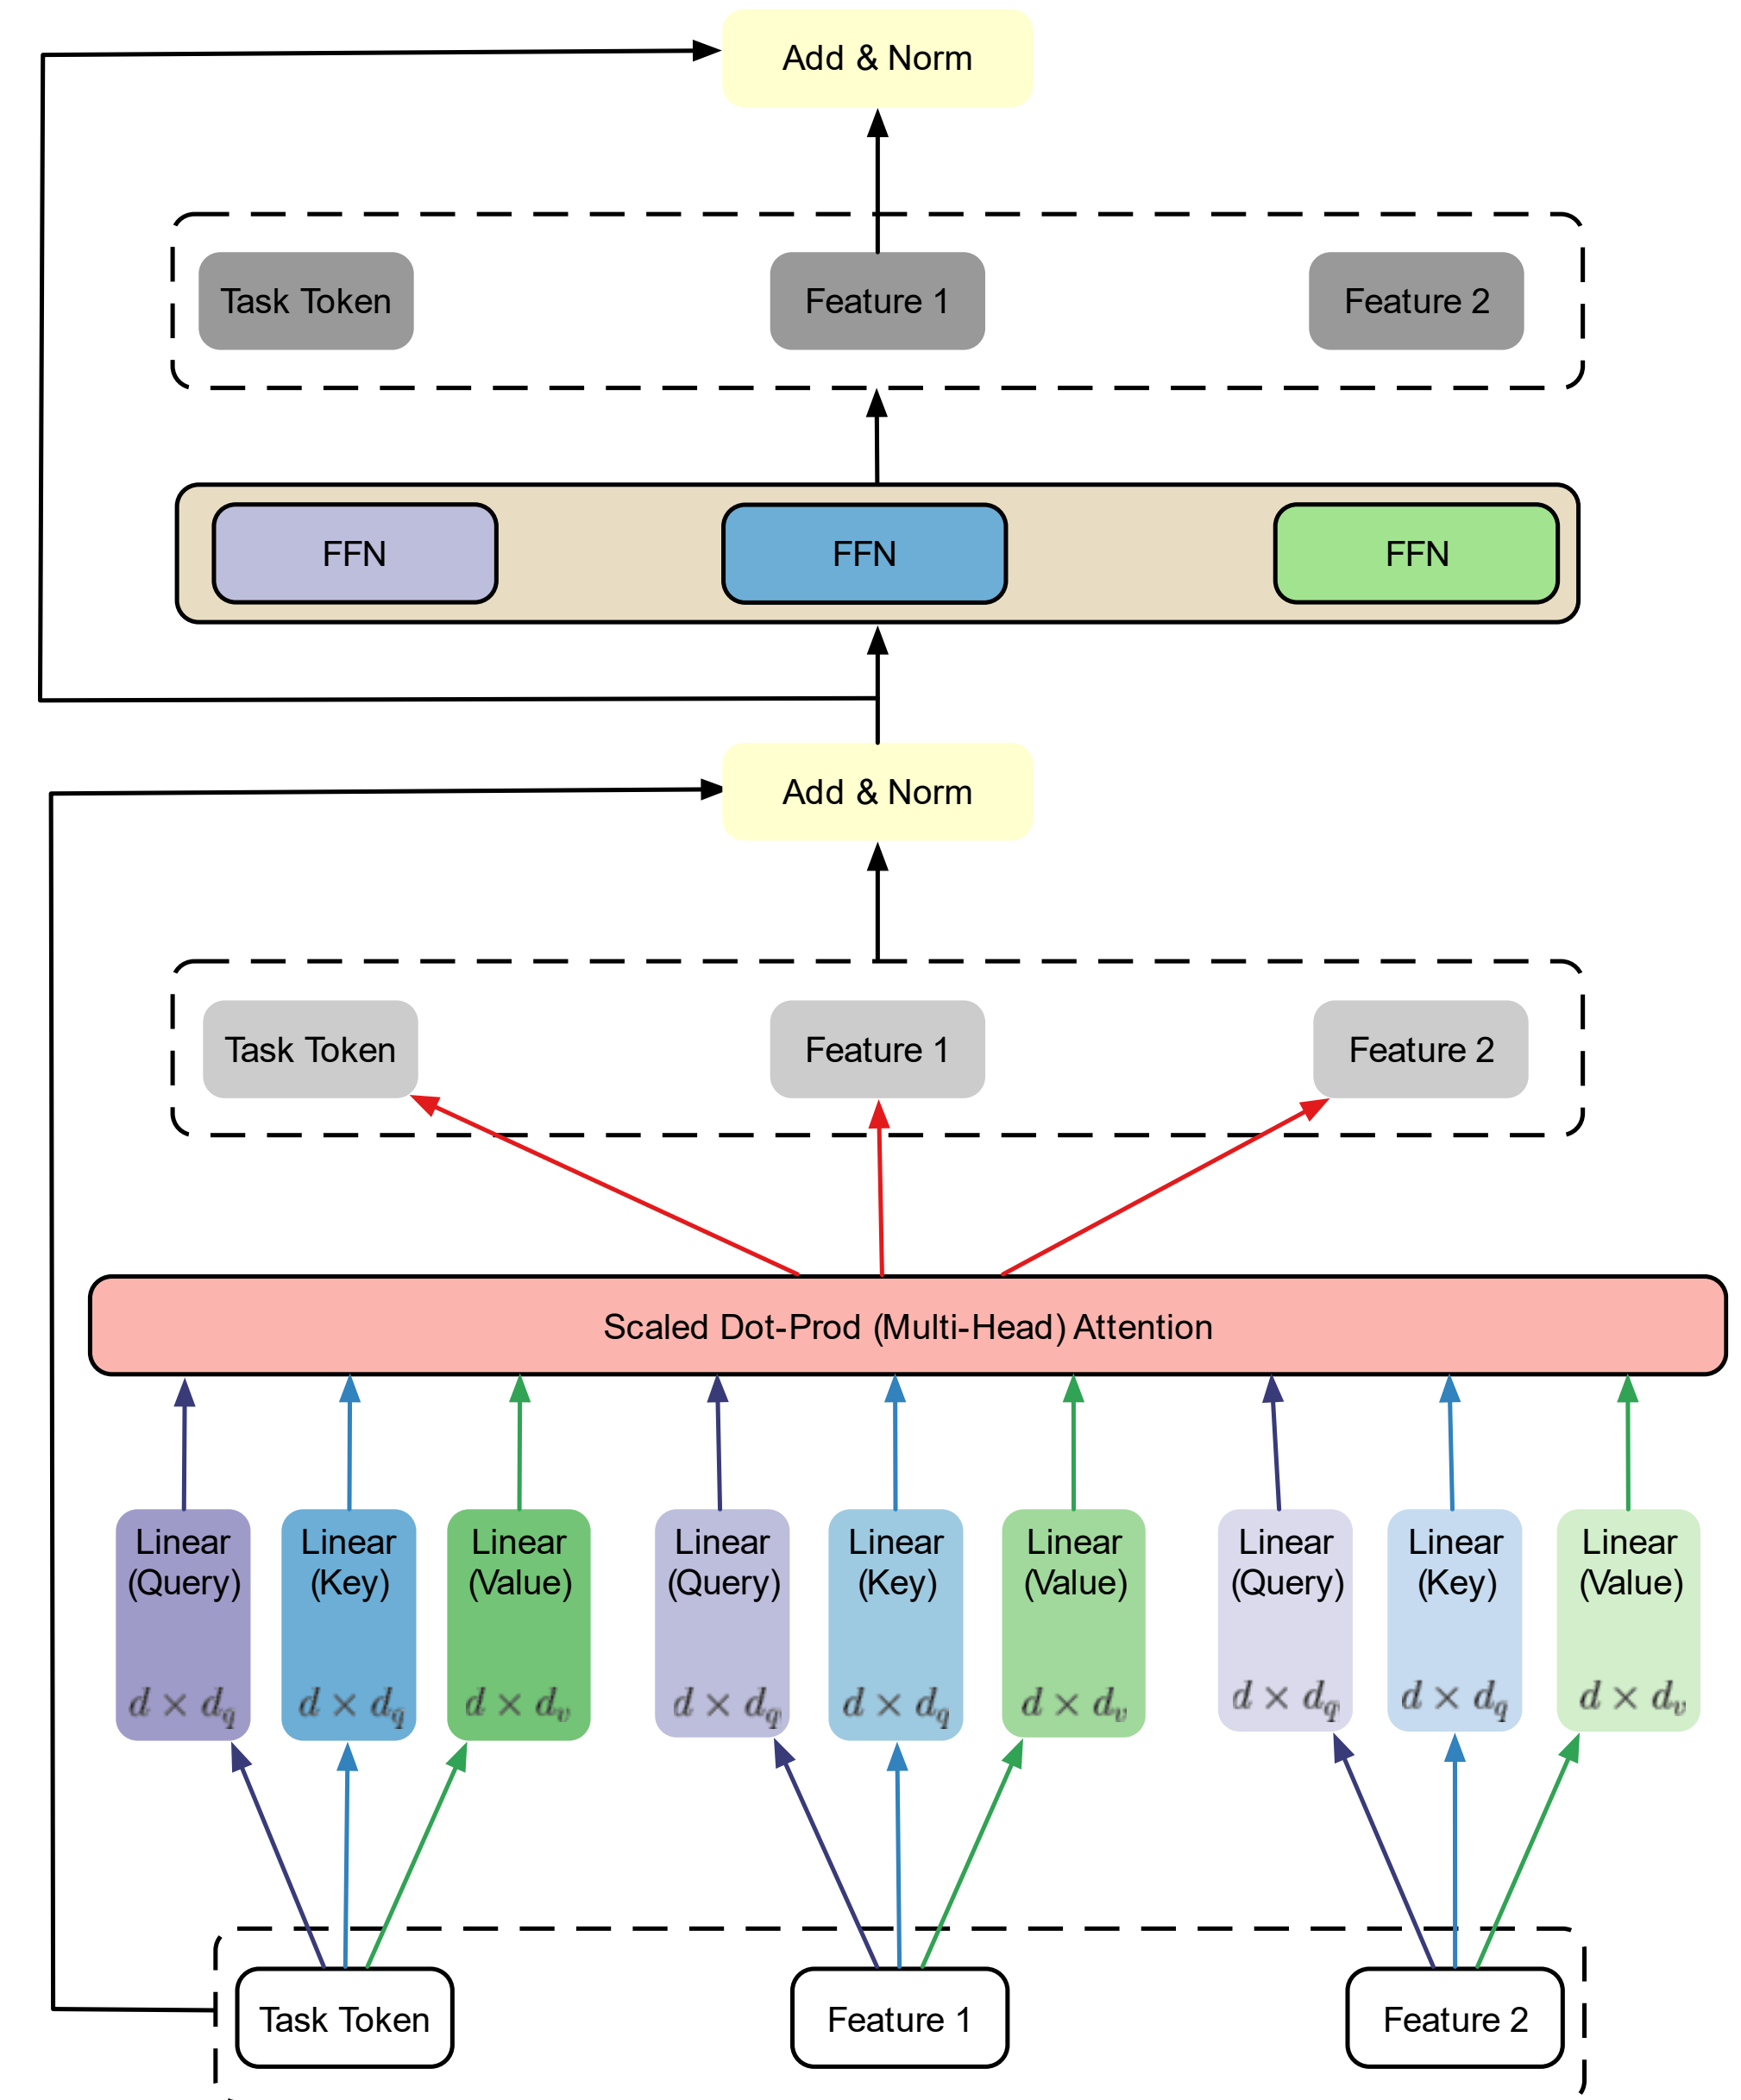 Add & Norm
Task Token
Feature 1
Feature 2
FFN
FFN
FFN
Add & Norm
Task Token
Feature 1
Feature 2
Scaled Dot-Prod (Multi-Head) Attention
Linear
(Query)
d × d_q
Linear
(Key)
d × d_q
Linear
(Value)
d × d_v
Linear
(Query)
d × d_q
Linear
(Key)
d × d_q
Linear
(Value)
d × d_v
Linear
(Query)
d × d_q
Linear
(Key)
d × d_q
Linear
(Value)
d × d_v
Task Token
Feature 1
Feature 2